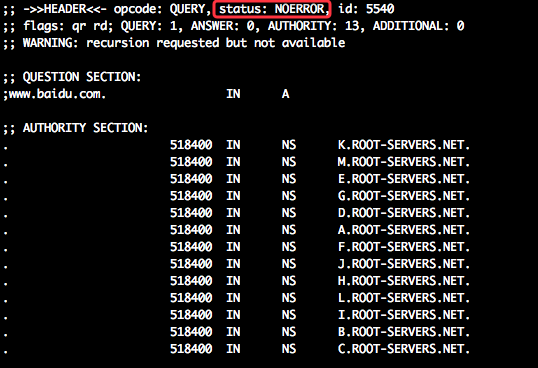 ;; ->>HEADER<<- opcode: QUERY, status: NOERROR, id: 5540
;; flags: qr rd; QUERY: 1, ANSWER: 0, AUTHORITY: 13, ADDITIONAL: 0
;; WARNING: recursion requested but not available
;; QUESTION SECTION:
;www.baidu.com. IN A
;; AUTHORITY SECTION:
. 518400 IN NS K.ROOT-SERVERS.NET.
. 518400 IN NS M.ROOT-SERVERS.NET.
. 518400 IN NS E.ROOT-SERVERS.NET.
. 518400 IN NS G.ROOT-SERVERS.NET.
. 518400 IN NS D.ROOT-SERVERS.NET.
. 518400 IN NS A.ROOT-SERVERS.NET.
. 518400 IN NS F.ROOT-SERVERS.NET.
. 518400 IN NS J.ROOT-SERVERS.NET.
. 518400 IN NS H.ROOT-SERVERS.NET.
. 518400 IN NS L.ROOT-SERVERS.NET.
. 518400 IN NS I.ROOT-SERVERS.NET.
. 518400 IN NS B.ROOT-SERVERS.NET.
. 518400 IN NS C.ROOT-SERVERS.NET.